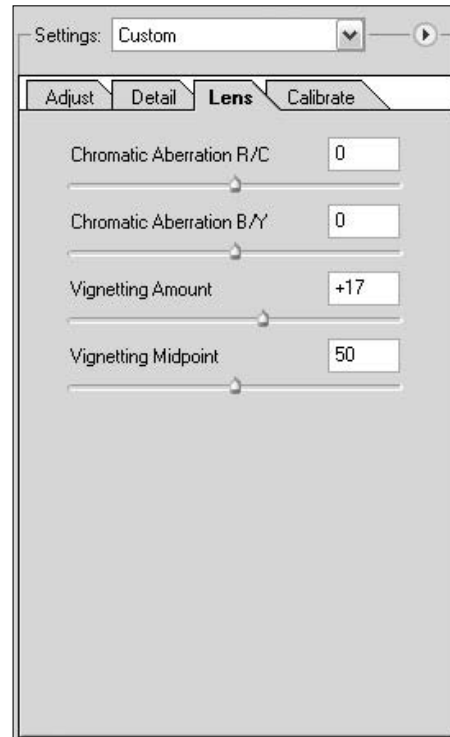 Settings: Custom
Adjust Detail Lens Calibrate
Chromatic Aberration R/C 0
Chromatic Aberration B/Y 0
Vignetting Amount +17
Vignetting Midpoint 50